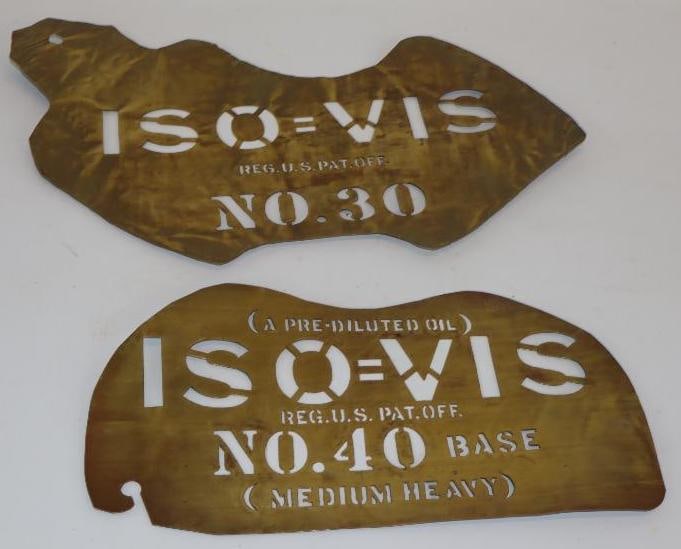 ISO=VIS
REG.U.S.PAT.OFF.
NO.30
(A PRE-DILUTED OIL)
ISO=VIS
REG.U.S. PAT.OFF.
NO.40 BASE
(MEDIUM HEAVY)